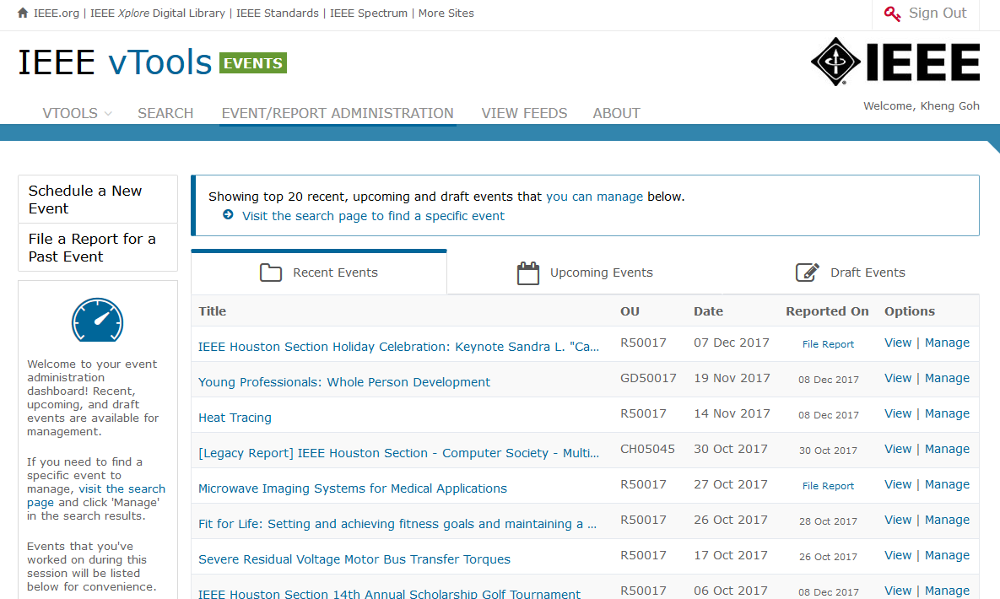 IEEE.org | IEEE Xplore Digital Library | IEEE Standards | IEEE Spectrum | More Sites
Sign Out
IEEE vTools EVENTS
IEEE
Welcome, Kheng Goh
VTOOLS SEARCH EVENT/REPORT ADMINISTRATION VIEW FEEDS ABOUT
Schedule a New
Event
File a Report for a
Past Event
Welcome to your event
administration
dashboard! Recent,
upcoming, and draft
events are available for
management.
If you need to find a
specific event to
manage, visit the search
page and click 'Manage'
in the search results.
Events that you've
worked on during this
session will be listed
below for convenience.
Showing top 20 recent, upcoming and draft events that you can manage below.
Visit the search page to find a specific event
Recent Events Upcoming Events Draft Events
Title OU Date Reported On Options
IEEE Houston Section Holiday Celebration: Keynote Sandra L. "Ca... R50017 07 Dec 2017 File Report View | Manage
Young Professionals: Whole Person Development GD50017 19 Nov 2017 08 Dec 2017 View | Manage
Heat Tracing R50017 14 Nov 2017 08 Dec 2017 View | Manage
[Legacy Report] IEEE Houston Section - Computer Society - Multi... CH05045 30 Oct 2017 30 Oct 2017 View | Manage
Microwave Imaging Systems for Medical Applications R50017 27 Oct 2017 File Report View | Manage
Fit for Life: Setting and achieving fitness goals and maintaining a ... R50017 26 Oct 2017 28 Oct 2017 View | Manage
Severe Residual Voltage Motor Bus Transfer Torques R50017 17 Oct 2017 26 Oct 2017 View | Manage
IEEE Houston Section 14th Annual Scholarship Golf Tournament R50017 06 Oct 2017 08 Dec 2017 View | Manage